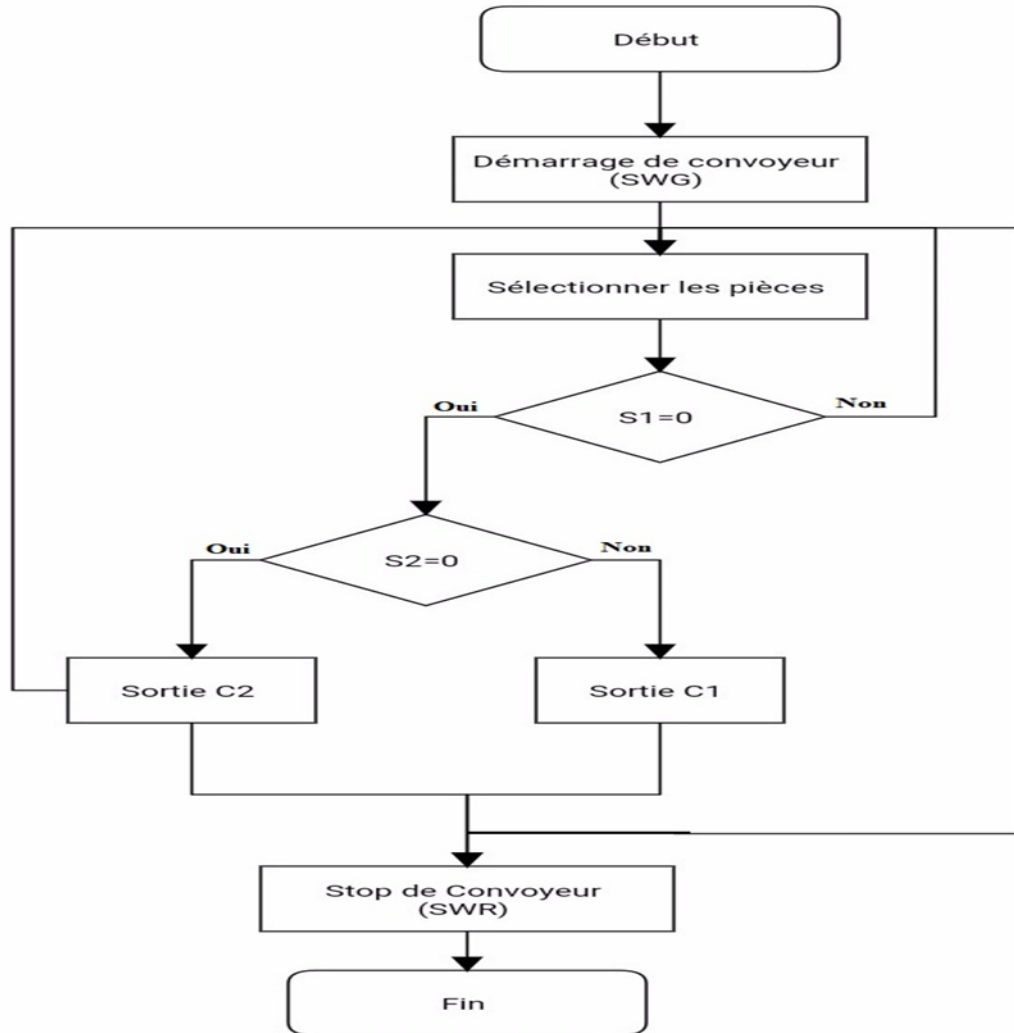 Début
Démarrage de convoyeur
(SWG)
Sélectionner les pièces
S1=0
Oui
Non
S2=0
Oui
Non
Sortie C2
Sortie C1
Stop de Convoyeur
(SWR)
Fin